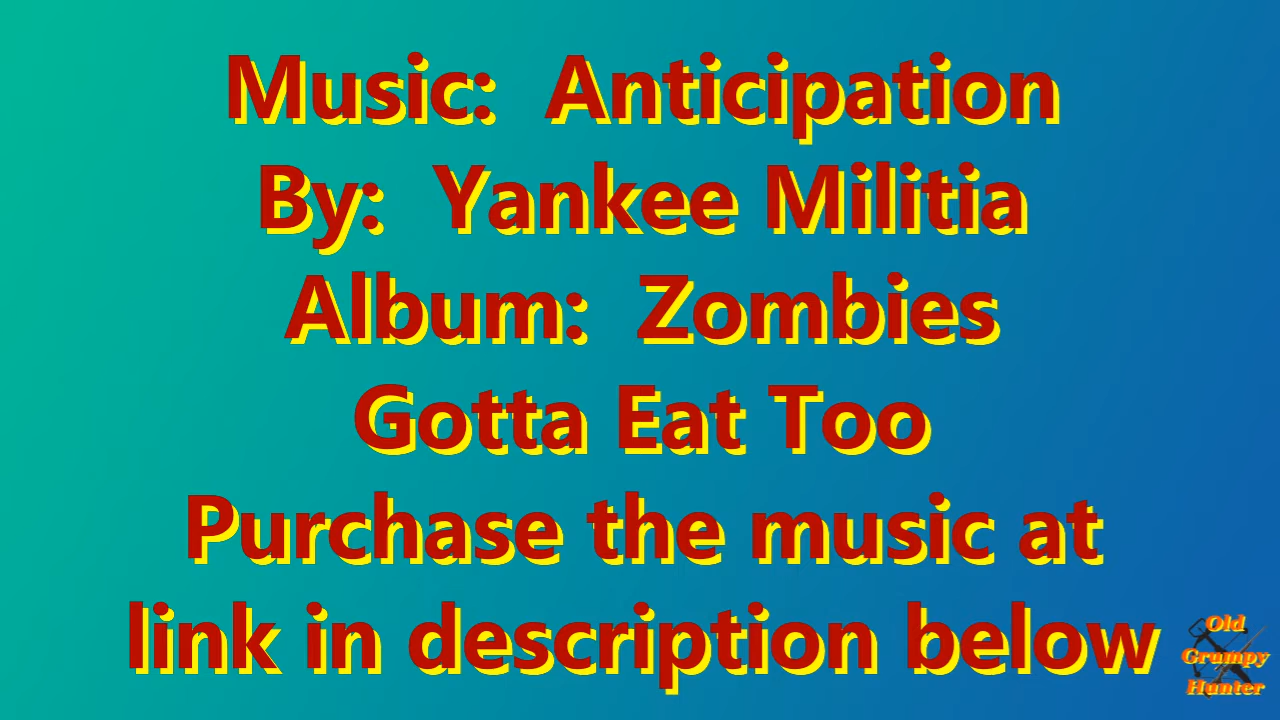 Music:  Anticipation
By:  Yankee Militia
Album:  Zombies
Gotta Eat Too
Purchase the music at
link in description below
Old
Grumpy
Hunter